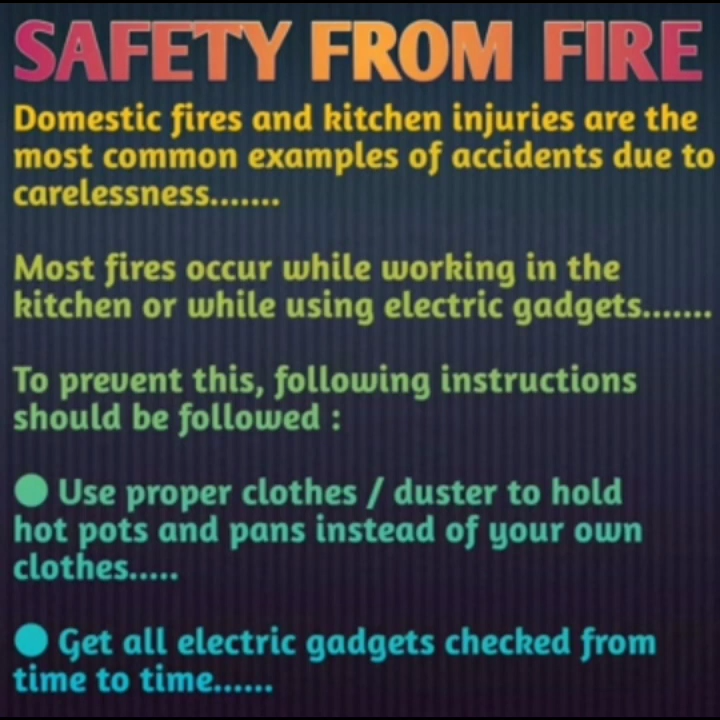 SAFETY FROM FIRE
Domestic fires and kitchen injuries are the
most common examples of accidents due to
carelessness.......
Most fires occur while working in the
kitchen or while using electric gadgets.......
To prevent this, following instructions
should be followed :
● Use proper clothes / duster to hold
hot pots and pans instead of your own
clothes.....
● Get all electric gadgets checked from
time to time......